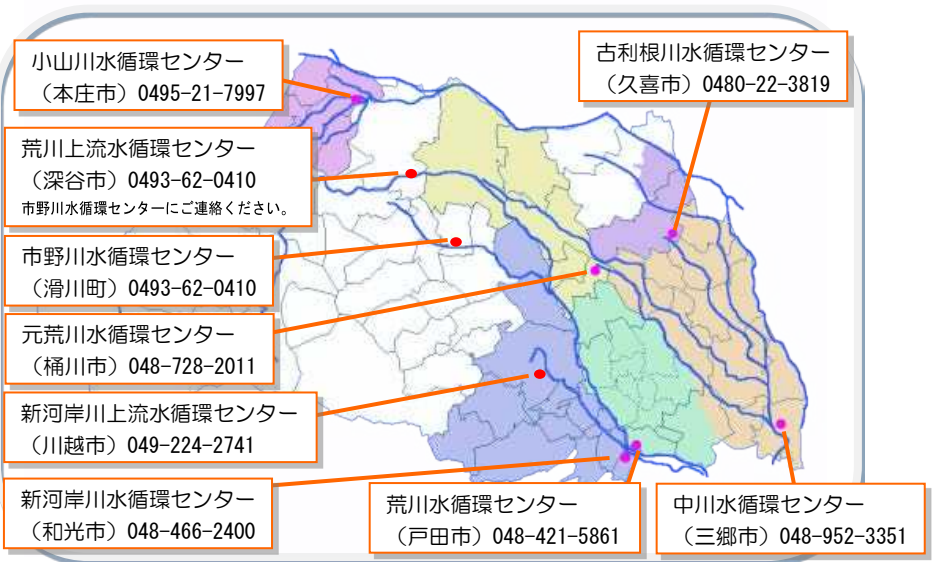 小山川水循環センター
（本庄市）0495-21-7997
古利根川水循環センター
（久喜市）0480-22-3819
荒川上流水循環センター
（深谷市）0493-62-0410
市野川水循環センターにご連絡ください。
市野川水循環センター
（滑川町）0493-62-0410
元荒川水循環センター
（桶川市）048-728-2011
新河岸川上流水循環センター
（川越市）049-224-2741
新河岸川水循環センター
（和光市）048-466-2400
荒川水循環センター
（戸田市）048-421-5861
中川水循環センター
（三郷市）048-952-3351